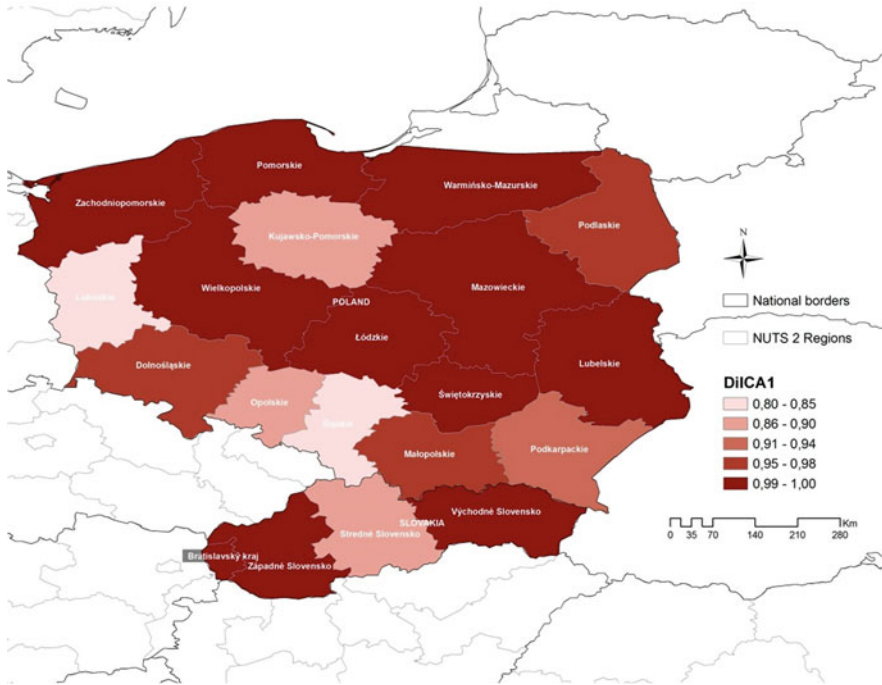 Pomorskie
Warmińsko-Mazurskie
Zachodniopomorskie
Podlaskie
Kujawsko-Pomorskie
N
Wielkopolskie
Mazowieckie
Lubuskie
POLAND
National borders
Łódzkie
NUTS 2 Regions
Dolnośląskie
Lubelskie
DiICA1
Świętokrzyskie
0,80 - 0,85
Opolskie
0,86 - 0,90
Śląskie
0,91 - 0,94
Małopolskie
Podkarpackie
0,95 - 0,98
0,99 - 1,00
Východné Slovensko
SLOVAKIA
Km
Stredné Slovensko
0 35 70 140 210 280
Bratislavský kraj
Západné Slovensko